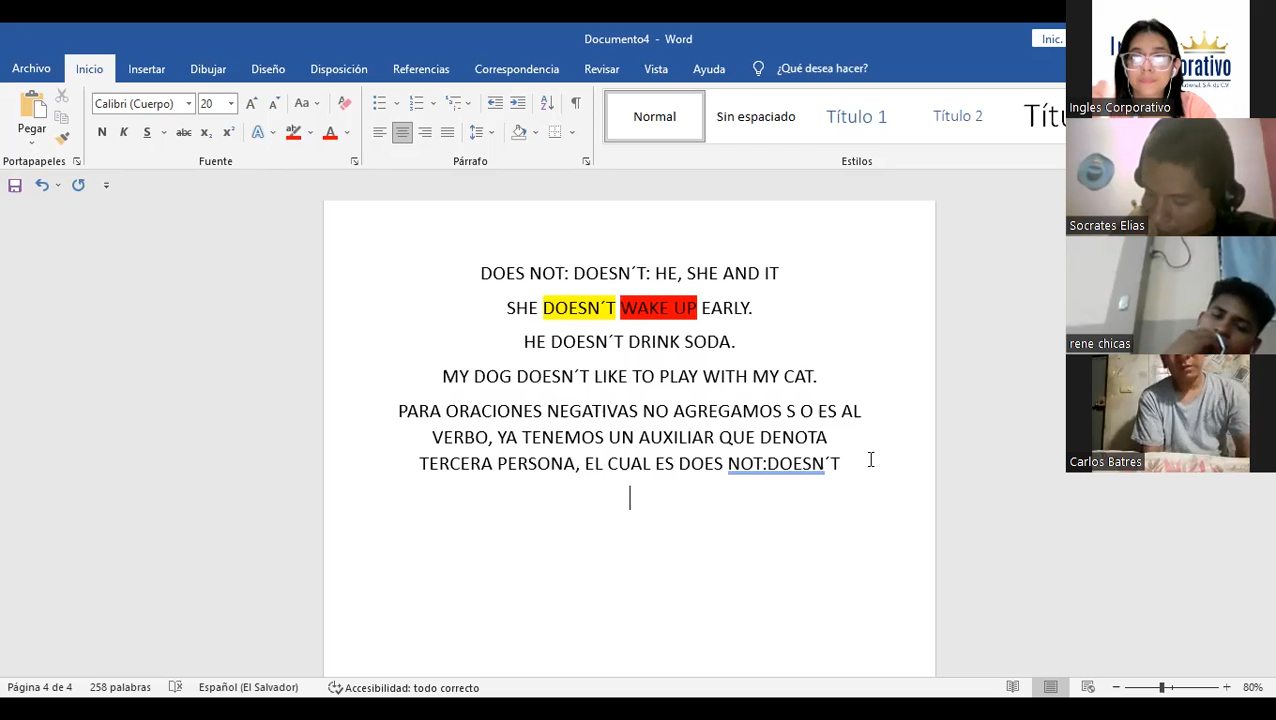 Documento4 - Word
Inic.
Archivo Inicio Insertar Dibujar Diseño Disposición Referencias Correspondencia Revisar Vista Ayuda ¿Qué desea hacer?
Pegar
Calibri (Cuerpo) 20
Normal Sin espaciado Título 1 Título 2 Títu
Portapapeles Fuente Párrafo Estilos
DOES NOT: DOESN´T: HE, SHE AND IT
SHE DOESN´T WAKE UP EARLY.
HE DOESN´T DRINK SODA.
MY DOG DOESN´T LIKE TO PLAY WITH MY CAT.
PARA ORACIONES NEGATIVAS NO AGREGAMOS S O ES AL
VERBO, YA TENEMOS UN AUXILIAR QUE DENOTA
TERCERA PERSONA, EL CUAL ES DOES NOT:DOESN´T
Página 4 de 4 258 palabras Español (El Salvador) Accesibilidad: todo correcto 80%
Ingles Corporativo
Socrates Elias
rene chicas
Carlos Batres